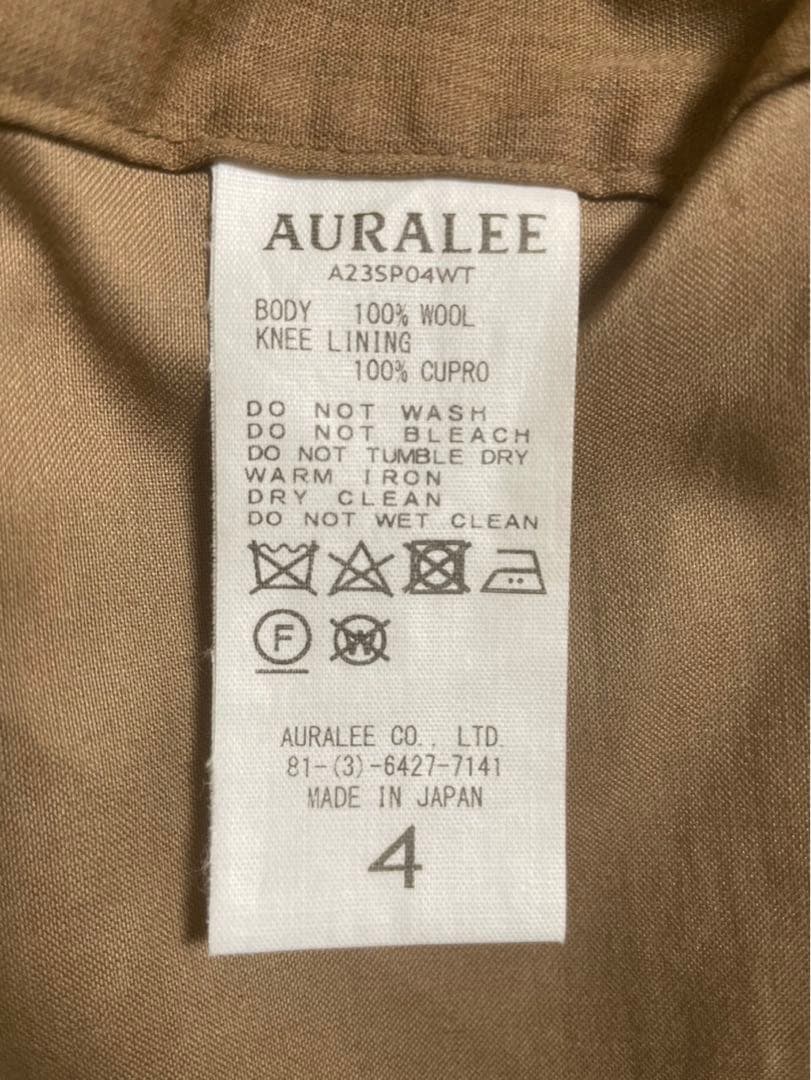 AURALEE
A23SP04WT
BODY 100% WOOL
KNEE LINING
100% CUPRO
DO NOT WASH
DO NOT BLEACH
DO NOT TUMBLE DRY
WARM IRON
DRY CLEAN
DO NOT WET CLEAN
F W
AURALEE CO., LTD.
81-(3)-6427-7141
MADE IN JAPAN
4